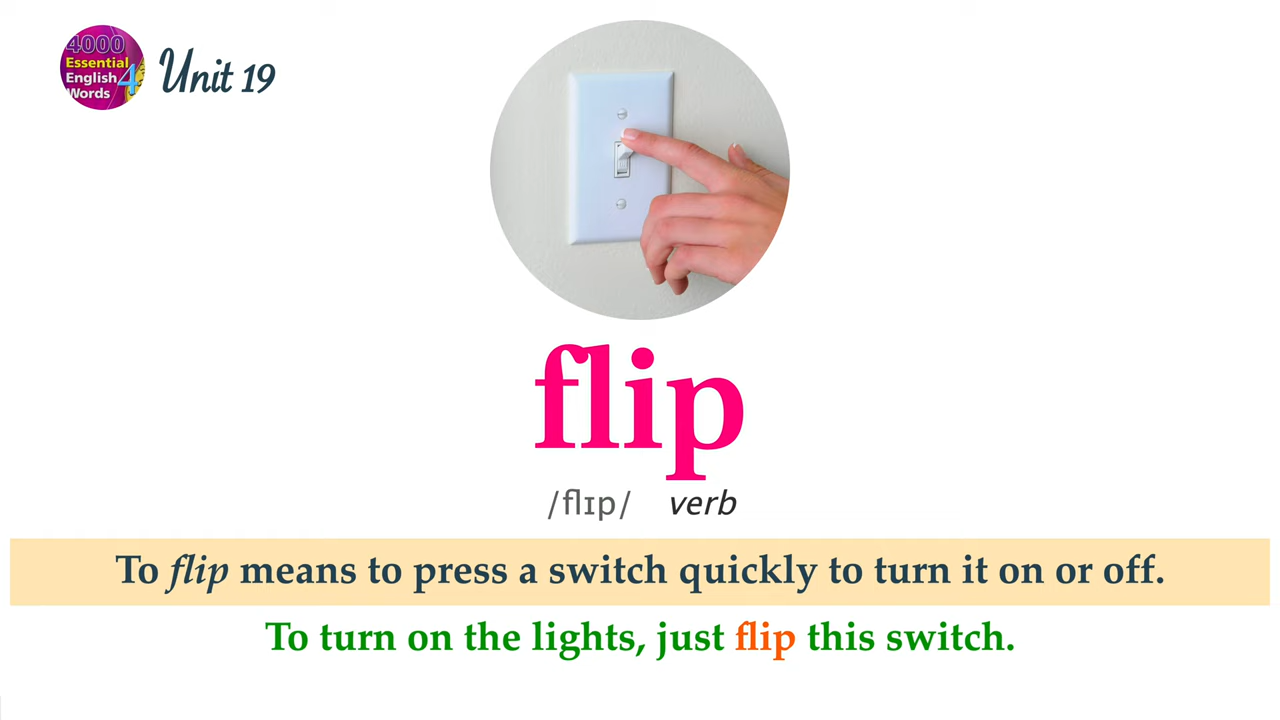 4000
Essential
English
Words 4
Unit 19
flip
/flɪp/ verb
To flip means to press a switch quickly to turn it on or off.
To turn on the lights, just flip this switch.